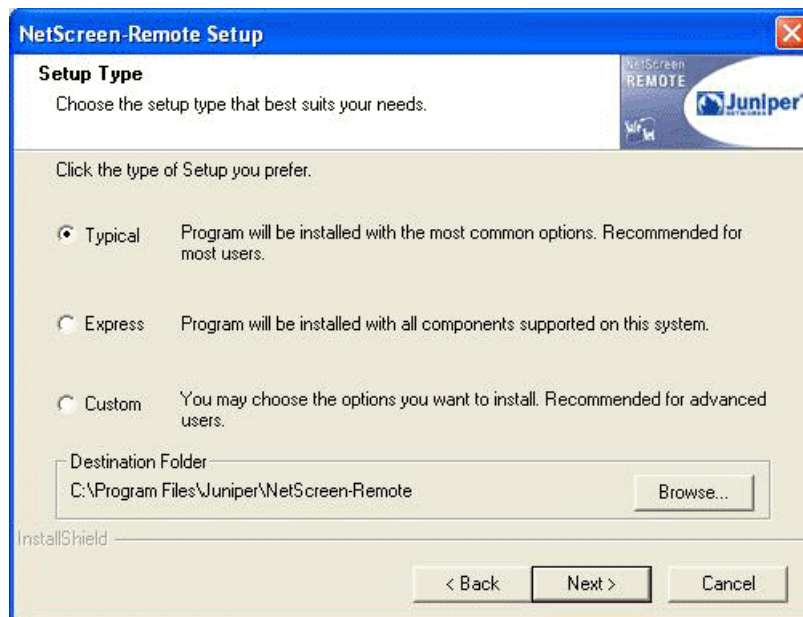 NetScreen-Remote Setup
Setup Type
Choose the setup type that best suits your needs.
NetScreen
REMOTE
Juniper
NETWORKS
Safe
Net
Click the type of Setup you prefer.
Typical
Program will be installed with the most common options. Recommended for
most users.
Express
Program will be installed with all components supported on this system.
Custom
You may choose the options you want to install. Recommended for advanced
users.
Destination Folder
C:\Program Files\Juniper\NetScreen-Remote
Browse...
InstallShield
< Back
Next >
Cancel